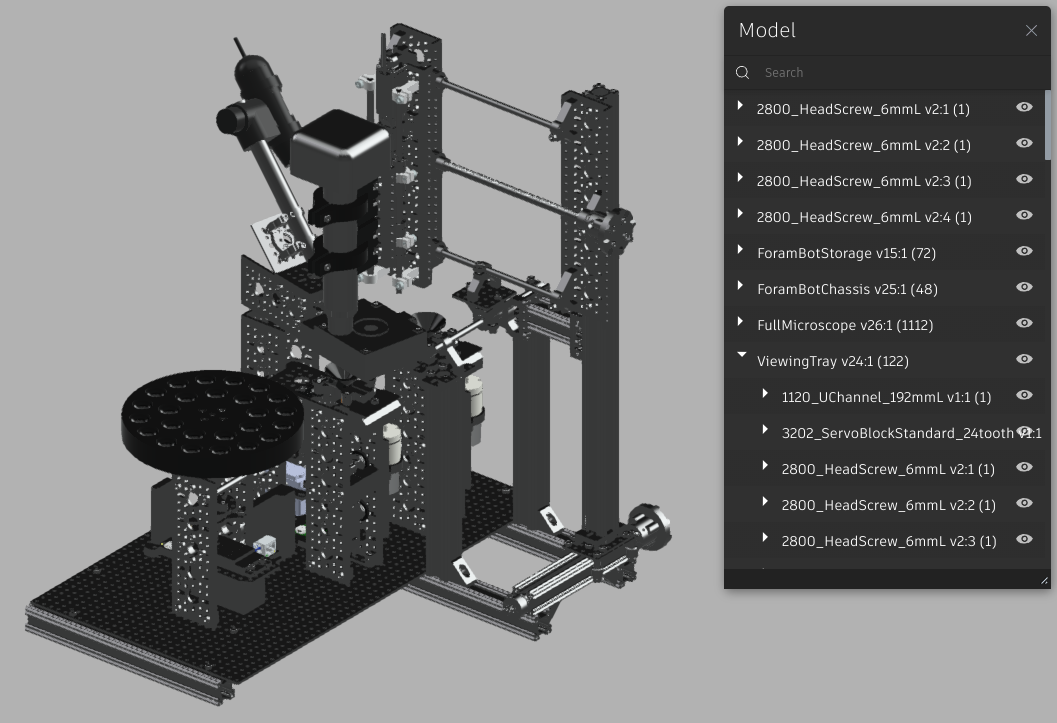 Model
Search
2800_HeadScrew_6mmL v2:1 (1)
2800_HeadScrew_6mmL v2:2 (1)
2800_HeadScrew_6mmL v2:3 (1)
2800_HeadScrew_6mmL v2:4 (1)
ForamBotStorage v15:1 (72)
ForamBotChassis v25:1 (48)
FullMicroscope v26:1 (1112)
ViewingTray v24:1 (122)
1120_UChannel_192mmL v1:1 (1)
3202_ServoBlockStandard_24tooth v1:1
2800_HeadScrew_6mmL v2:1 (1)
2800_HeadScrew_6mmL v2:2 (1)
2800_HeadScrew_6mmL v2:3 (1)